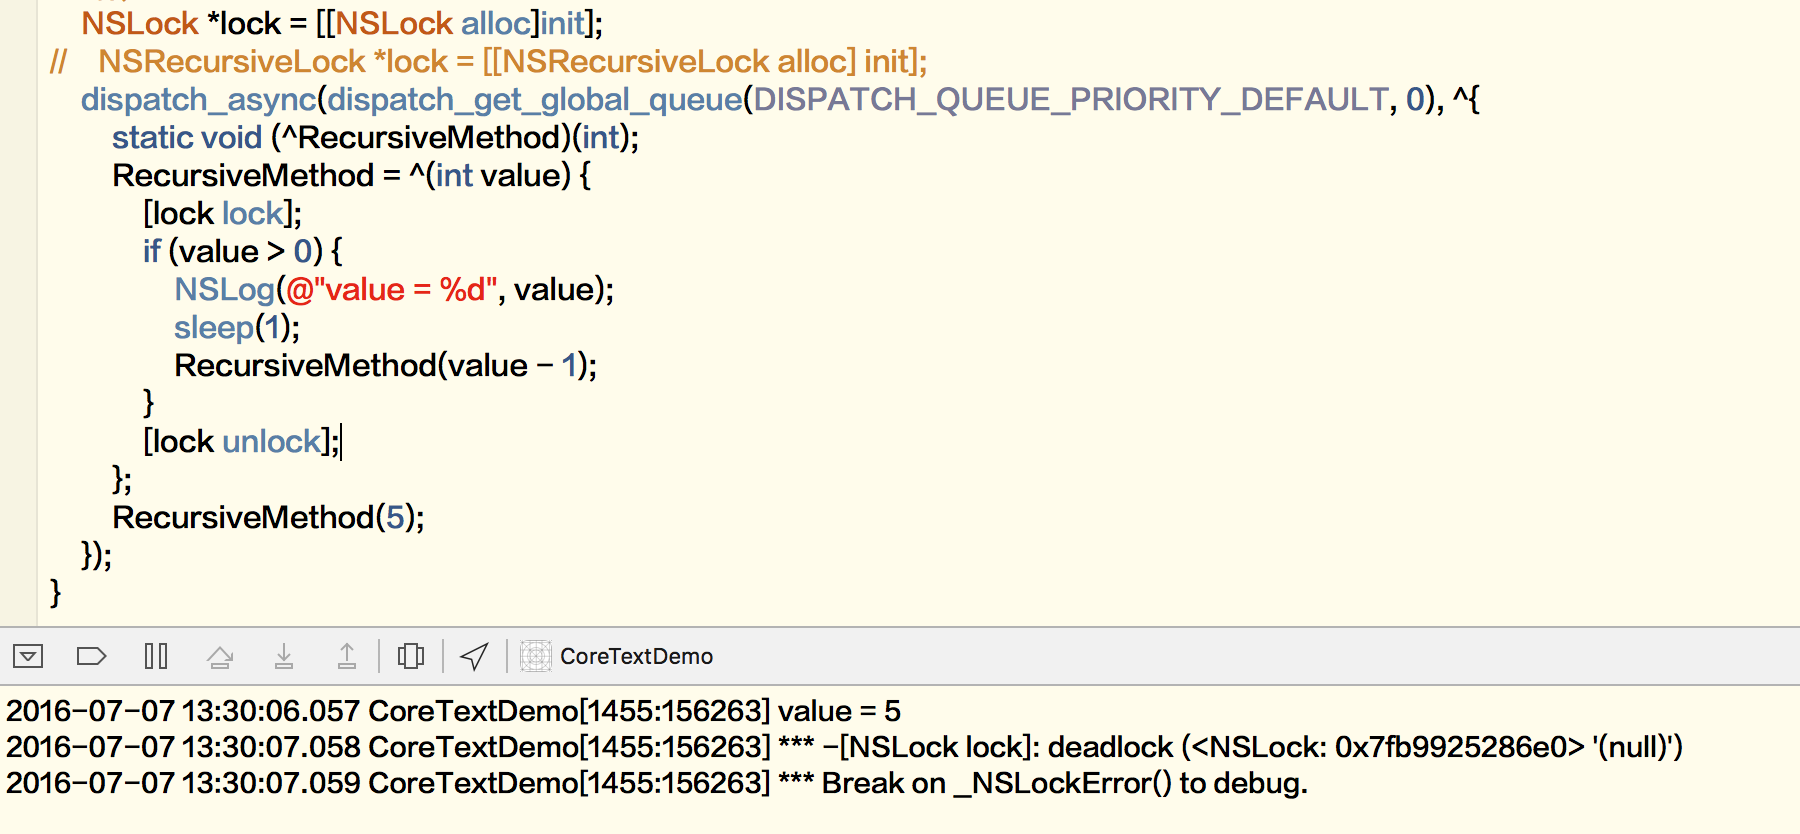 NSLock *lock = [[NSLock alloc]init];
// NSRecursiveLock *lock = [[NSRecursiveLock alloc] init];
dispatch_async(dispatch_get_global_queue(DISPATCH_QUEUE_PRIORITY_DEFAULT, 0), ^{
static void (^RecursiveMethod)(int);
RecursiveMethod = ^(int value) {
[lock lock];
if (value > 0) {
NSLog(@"value = %d", value);
sleep(1);
RecursiveMethod(value - 1);
}
[lock unlock];
};
RecursiveMethod(5);
});
}
CoreTextDemo
2016-07-07 13:30:06.057 CoreTextDemo[1455:156263] value = 5
2016-07-07 13:30:07.058 CoreTextDemo[1455:156263] *** -[NSLock lock]: deadlock (<NSLock: 0x7fb9925286e0> '(null)')
2016-07-07 13:30:07.059 CoreTextDemo[1455:156263] *** Break on _NSLockError() to debug.